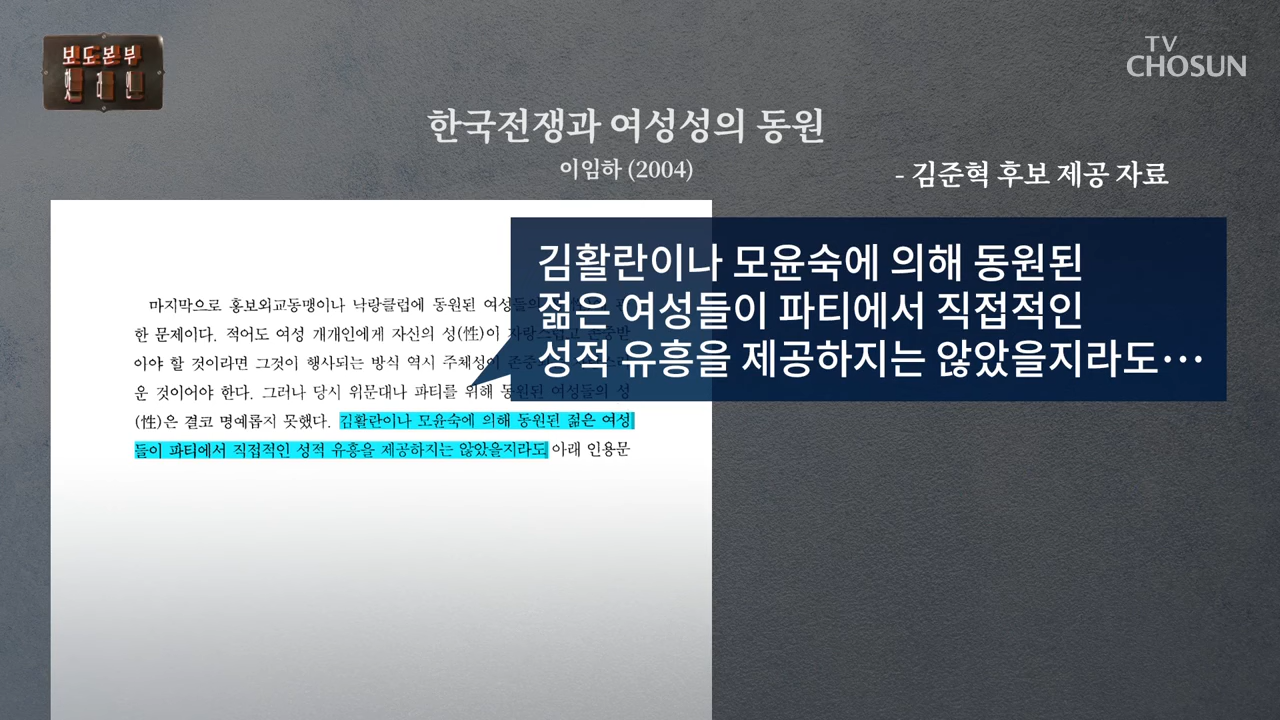 보도본부
핫라인
TV
CHOSUN
한국전쟁과 여성성의 동원
이임하 (2004)
- 김준혁 후보 제공 자료
김활란이나 모윤숙에 의해 동원된
젊은 여성들이 파티에서 직접적인
성적 유흥을 제공하지는 않았을지라도…
마지막으로 홍보외교동맹이나 낙랑클럽에 동원된 여성들의
한 문제이다. 적어도 여성 개개인에게 자신의 성(性)이 자랑스럽고 존중받
이야 할 것이라면 그것이 행사되는 방식 역시 주체성이
운 것이어야 한다. 그러나 당시 위문대나 파티를 위해 동원된 여성들의 성
(性)은 결코 명예롭지 못했다. 김활란이나 모윤숙에 의해 동원된 젊은 여성
들이 파티에서 직접적인 성적 유흥을 제공하지는 않았을지라도 아래 인용문